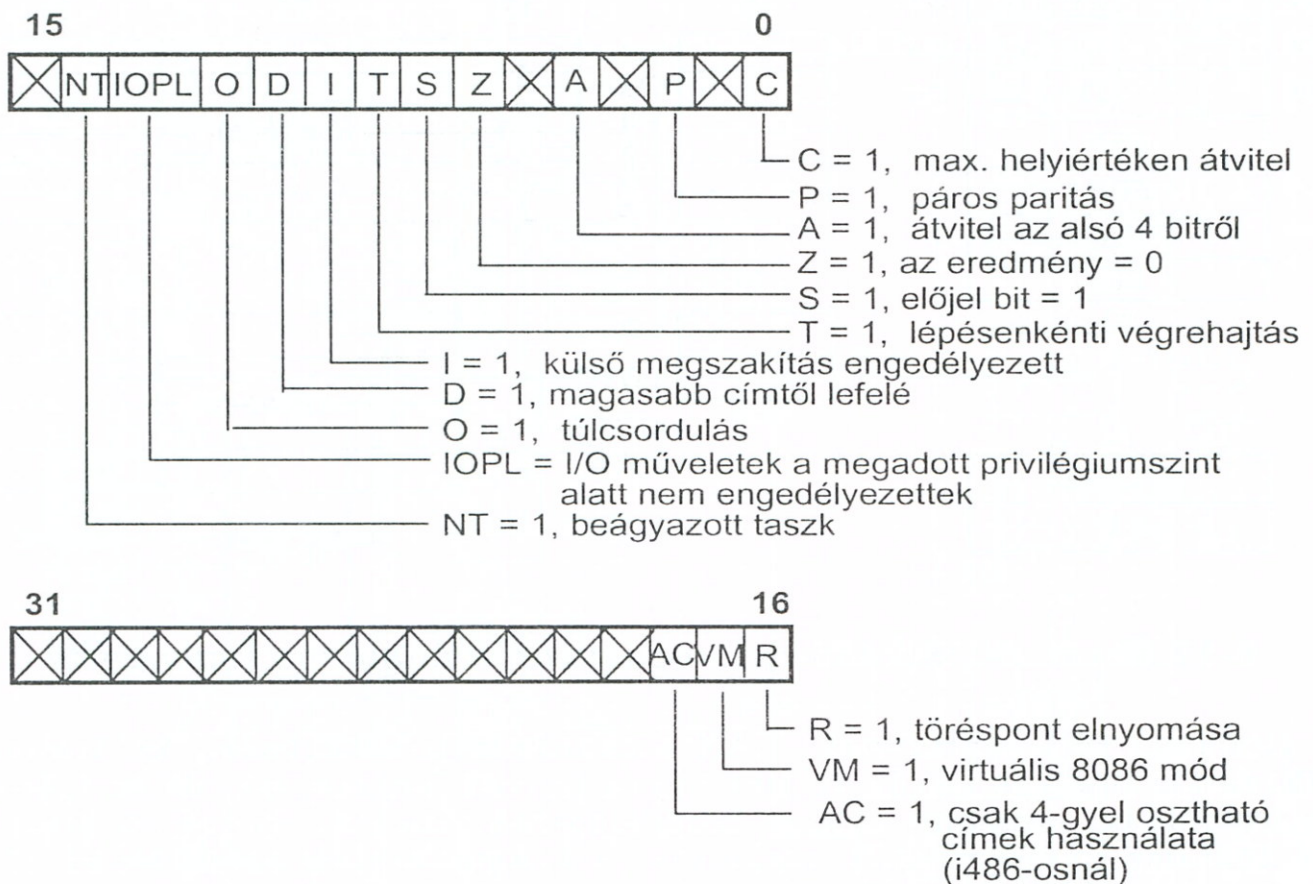 15 0
NT IOPL O D I T S Z A P C
C = 1, max. helyiértéken átvitel
P = 1, páros paritás
A = 1, átvitel az alsó 4 bitről
Z = 1, az eredmény = 0
S = 1, előjel bit = 1
T = 1, lépésenkénti végrehajtás
I = 1, külső megszakítás engedélyezett
D = 1, magasabb címtől lefelé
O = 1, túlcsordulás
IOPL = I/O műveletek a megadott privilégiumszint
alatt nem engedélyezettek
NT = 1, beágyazott taszk
31 16
AC VM R
R = 1, töréspont elnyomása
VM = 1, virtuális 8086 mód
AC = 1, csak 4-gyel osztható
címek használata
(i486-osnál)